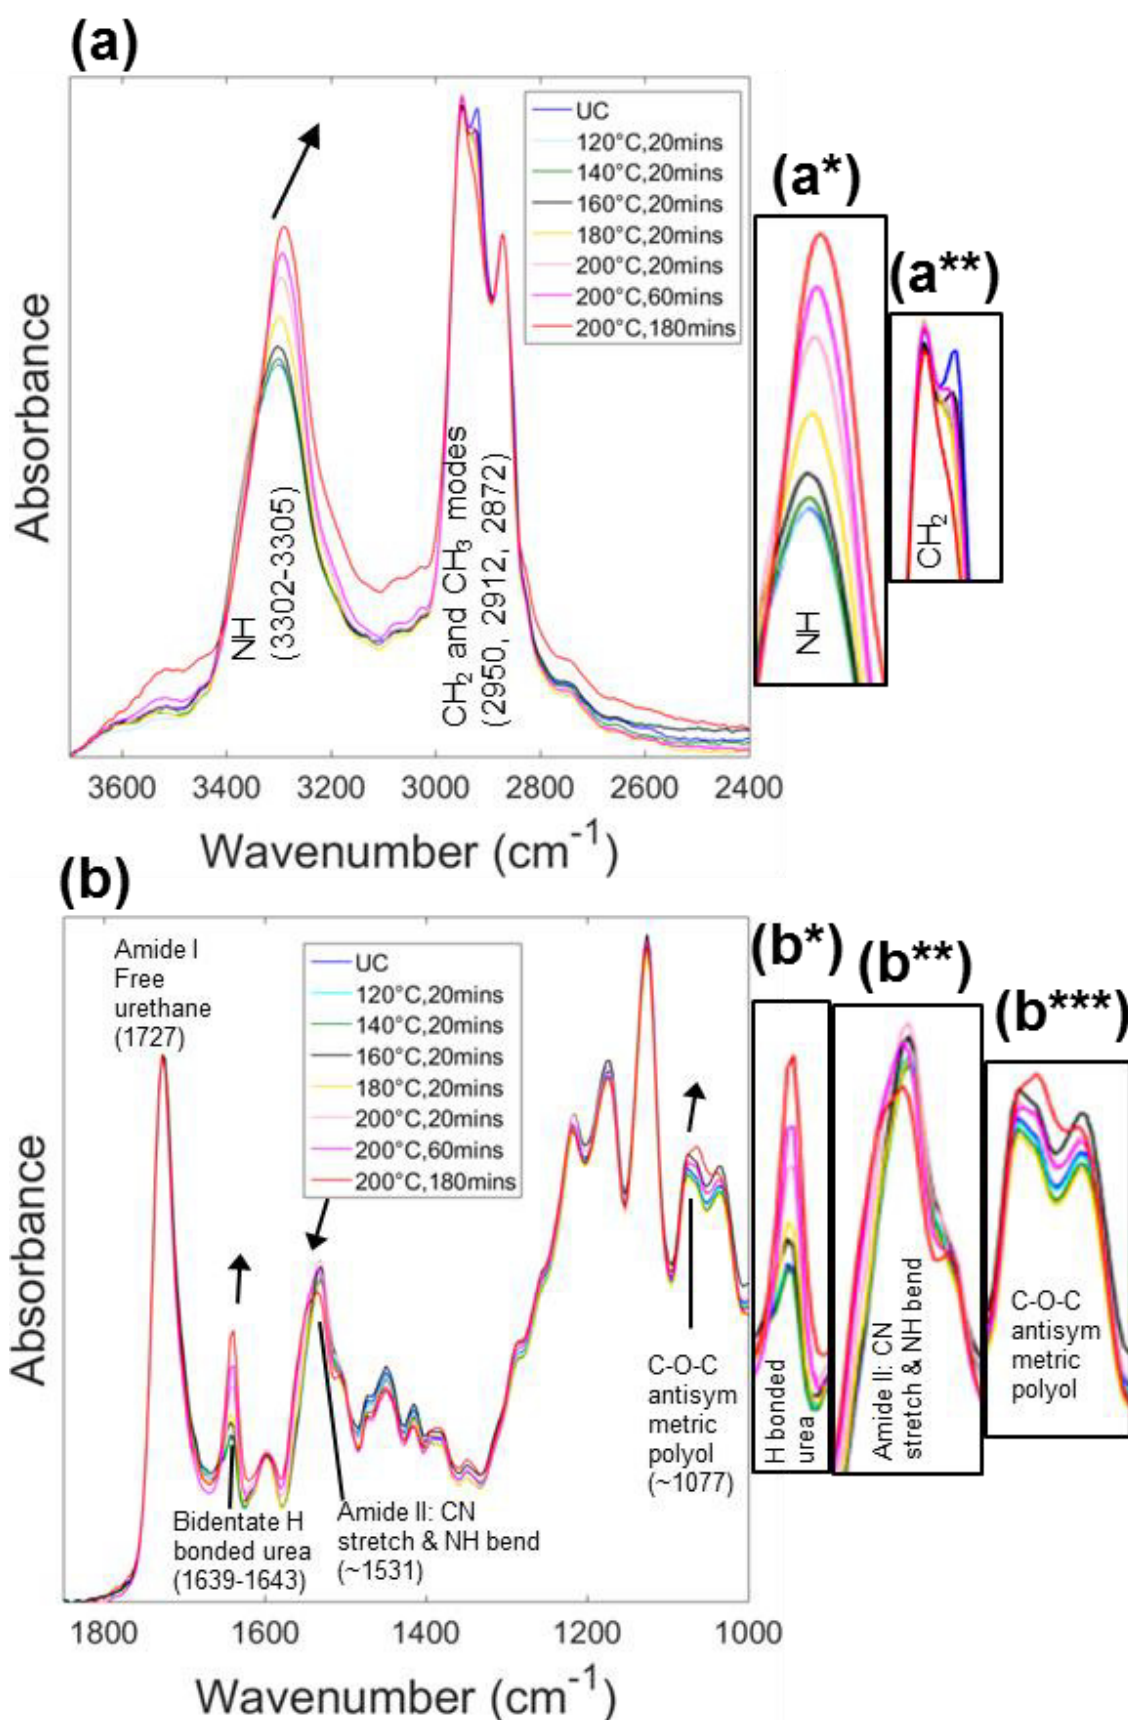 (a)
UC
120°C,20mins
140°C,20mins
160°C,20mins
180°C,20mins
200°C,20mins
200°C,60mins
200°C,180mins
Absorbance
NH
(3302-3305)
CH2 and CH3 modes
(2950, 2912, 2872)
3600 3400 3200 3000 2800 2600 2400
Wavenumber (cm-1)
(a*)
NH
(a**)
CH2
(b)
Amide I
Free
urethane
(1727)
UC
120°C,20mins
140°C,20mins
160°C,20mins
180°C,20mins
200°C,20mins
200°C,60mins
200°C,180mins
Absorbance
Bidentate H
bonded urea
(1639-1643)
Amide II: CN
stretch & NH bend
(~1531)
C-O-C
antisym
metric
polyol
(~1077)
1800 1600 1400 1200 1000
Wavenumber (cm-1)
(b*)
H bonded
urea
(b**)
Amide II: CN
stretch & NH bend
(b***)
C-O-C
antisym
metric
polyol